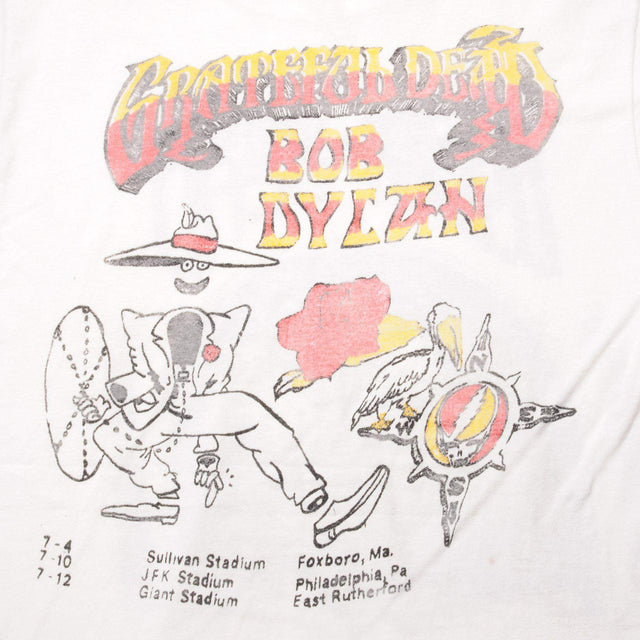 GRATEFUL DEAD
BOB
DYLAN
N
E
S
7-4 Sullivan Stadium Foxboro, Ma.
7-10 JFK Stadium Philadelphia, Pa
7-12 Giant Stadium East Rutherford